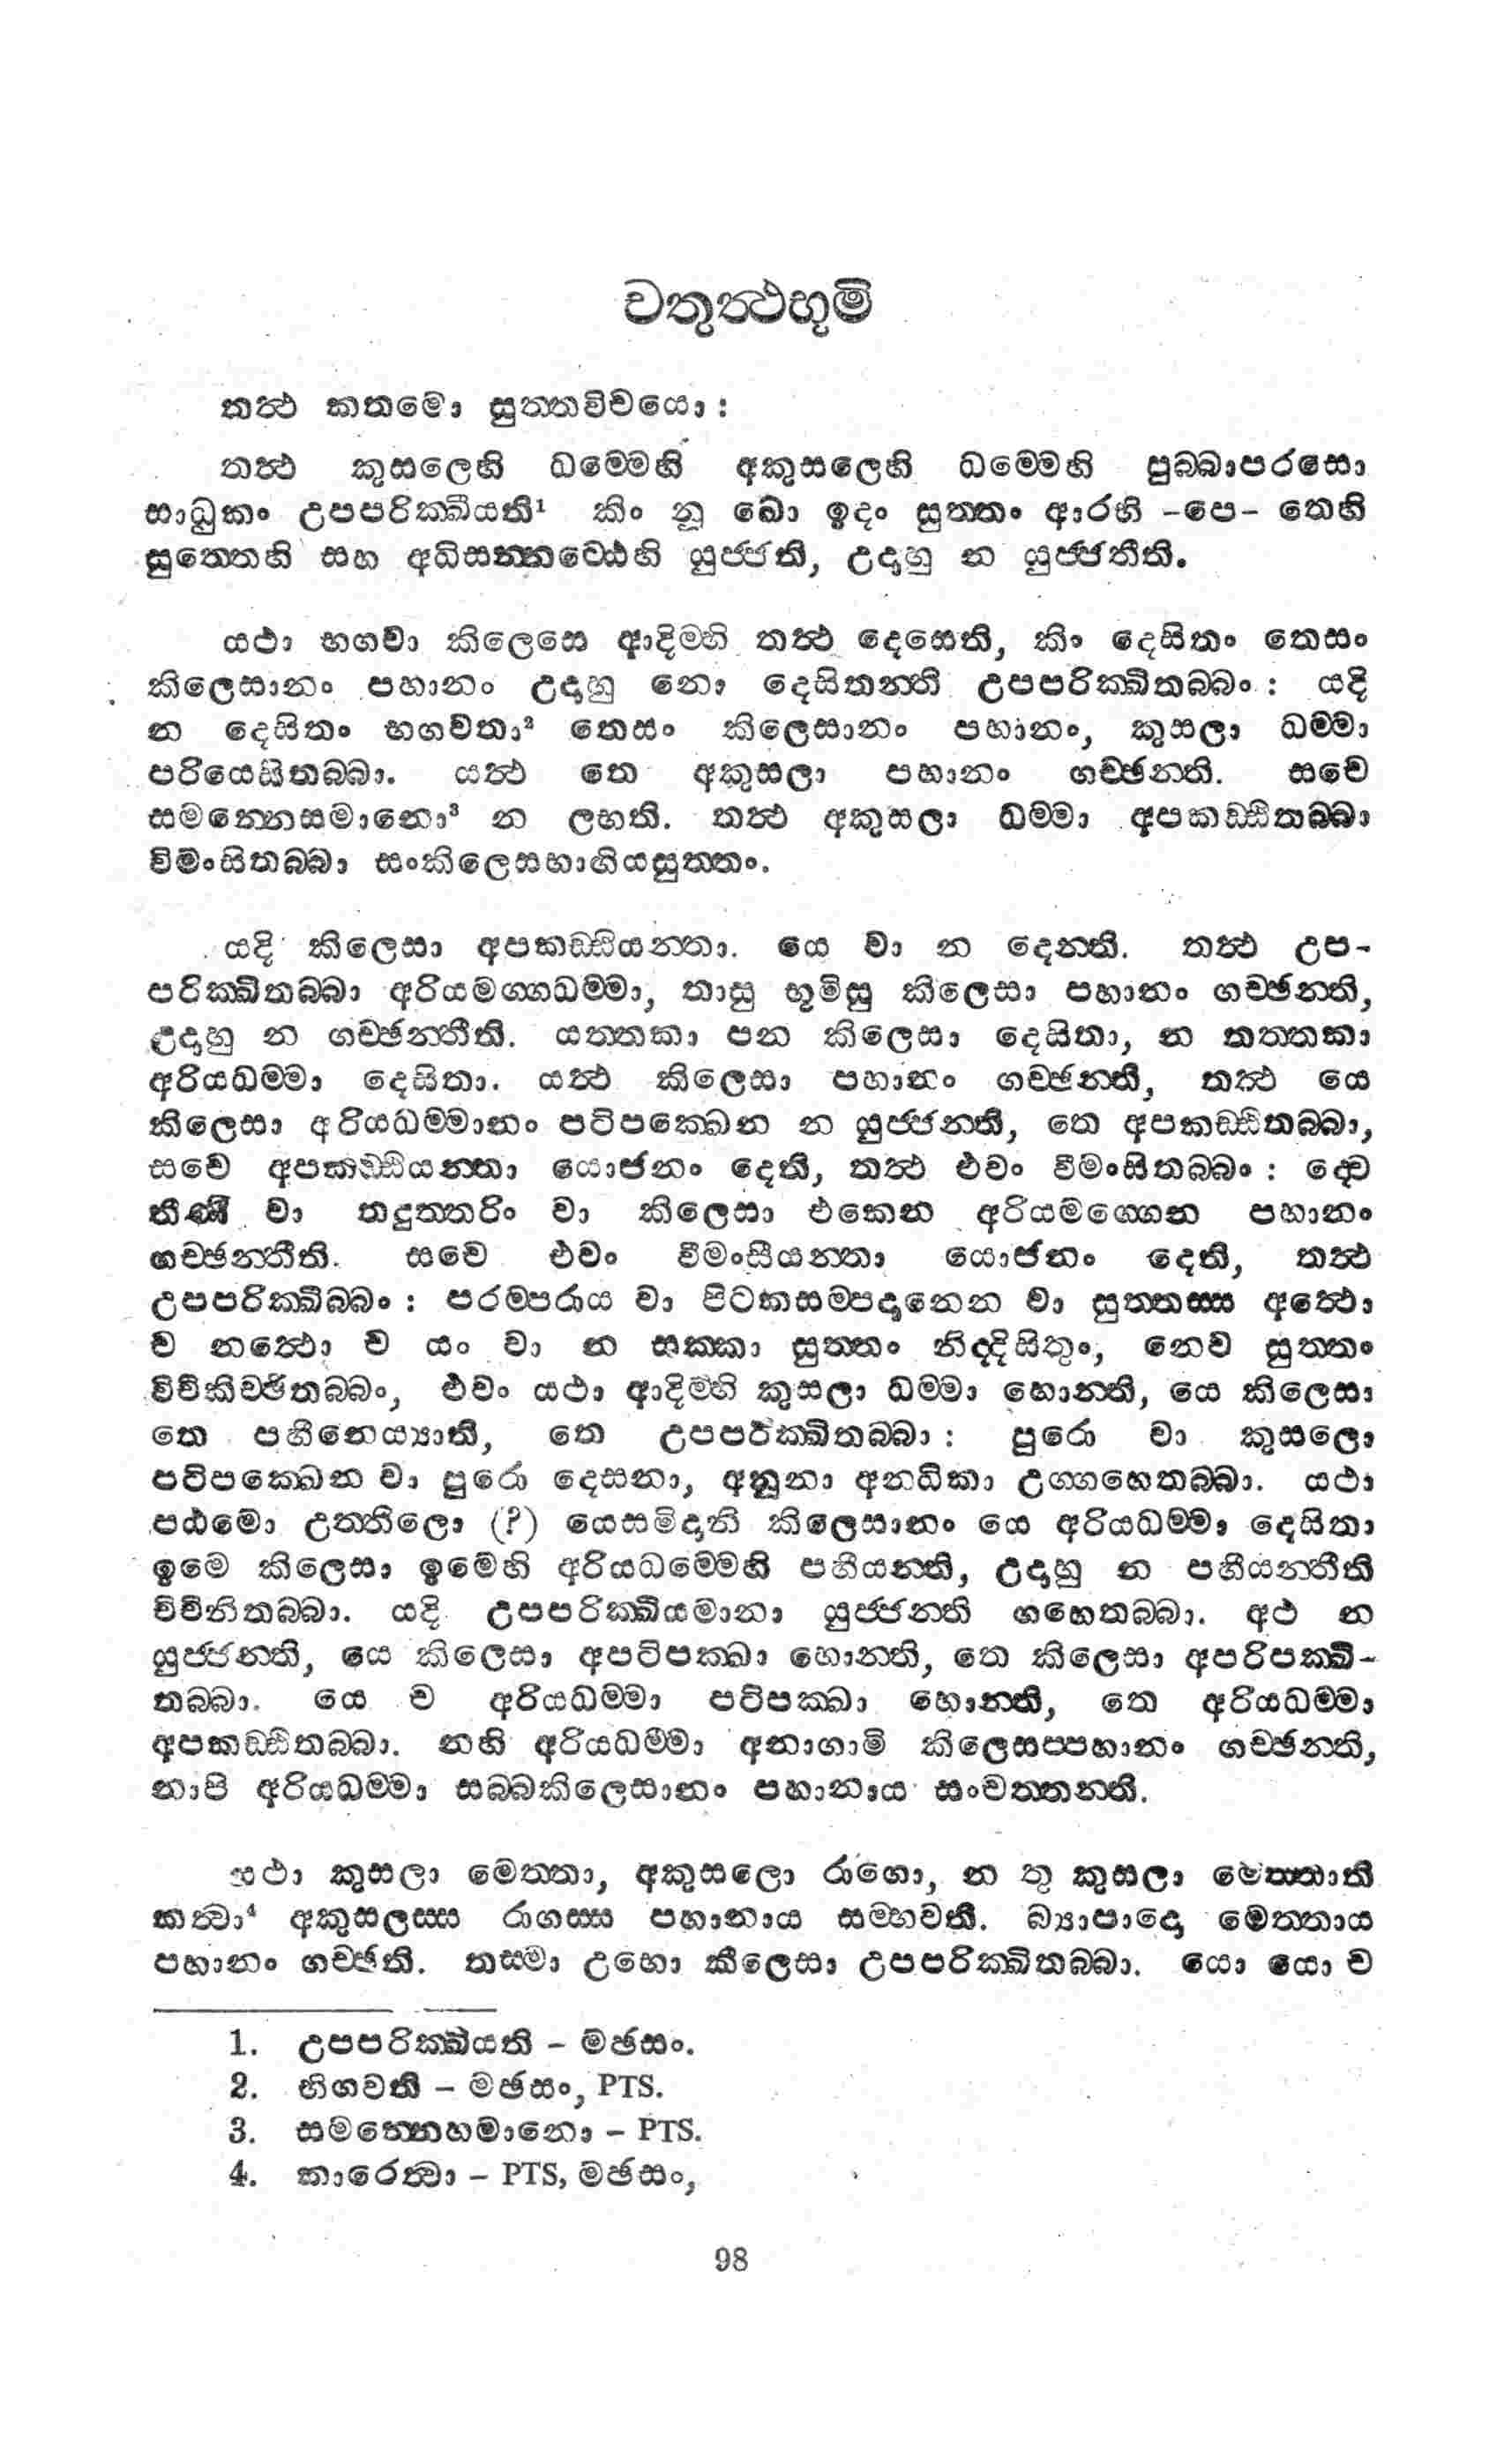 චතුත්‍ථභූමි
තත්‍ථ කතමො සුත්තවිචයො :
තත්‍ථ කුසලෙහි ධම්මෙහි අකුසලෙහි ධම්මෙහි පුබ්බාපරසො
සාධුකං උපපරික්ඛීයති¹ කිං නූ ඛො ඉදං සුත්තං ආරභි -පෙ- තෙහි
සුත්තෙහි සහ අධිසන්නට්ඨෙහි යුජ්ජති, උදාහු න යුජ්ජතීති.
යථා භගවා කිලෙසෙ ආදිම්හි තත්‍ථ දෙසෙති, කිං දෙසිතං තෙසං
කිලෙසානං පහානං උදාහු නො දෙසිතන්ති උපපරික්ඛිතබ්බං : යදි
න දෙසිතං භගවතා² තෙසං කිලෙසානං පහානං, කුසලා ධම්මා
පරියෙසිතබ්බා. යත්‍ථ තෙ අකුසලා පහානං ගච්ඡන්ති. සචෙ
සමන්නෙසමානො³ න ලභති. තත්‍ථ අකුසලා ධම්මා අපකඩ්ඪිතබ්බා
විමංසිතබ්බා සංකිලෙසභාගියසුත්තං.
යදි කිලෙසා අපකඩ්ඪියන්තා. යෙ වා න දෙන්ති. තත්‍ථ උප-
පරික්ඛිතබ්බා අරියමග්ගධම්මා, තාසු භූමිසු කිලෙසා පහානං ගච්ඡන්ති,
උදාහු න ගච්ඡන්තීති. යත්තකා පන කිලෙසා දෙසිතා, න තත්තකා
අරියධම්මා දෙසිතා. යත්‍ථ කිලෙසා පහානං ගච්ඡන්ති, තත්‍ථ යෙ
කිලෙසා අරියධම්මානං පටිපක්ඛෙන න යුජ්ජන්ති, තෙ අපකඩ්ඪිතබ්බා,
සචෙ අපකඩ්ඪියන්තා යොජනං දෙති, තත්‍ථ එවං වීමංසිතබ්බං : ද්වෙ
තීණි වා තදුත්තරිං වා කිලෙසා එකෙන අරියමග්ගෙන පහානං
ගච්ඡන්තීති. සචෙ එවං වීමංසියන්තා යොජනං දෙති, තත්‍ථ
උපපරික්ඛිබ්බං : පරම්පරාය වා පිටකසම්පදානෙන වා සුත්තස්ස අත්‍ථො
ච නත්‍ථො ච යං වා න සක්කා සුත්තං නිද්දිසිතුං, නෙව සුත්තං
විචිකිච්ඡිතබ්බං, එවං යථා ආදිම්හි කුසලා ධම්මා හොන්ති, යෙ කිලෙසා
තෙ පහීනෙය්‍යාති, තෙ උපපරික්ඛිතබ්බා : පුරො වා කුසලො
පටිපක්ඛෙන වා පුරො දෙසනා, අනූනා අනධිකා උග්ගහෙතබ්බා. යථා
පඨමො උත්තිලො (?) යෙසමිදානි කිලෙසානං යෙ අරියධම්මා දෙසිතා
ඉමෙ කිලෙසා ඉමෙහි අරියධම්මෙහි පහීයන්ති, උදාහු න පහීයන්තීති
විචිනිතබ්බා. යදි උපපරික්ඛියමානා යුජ්ජන්ති ගහෙතබ්බා. අථ න
යුජ්ජන්ති, යෙ කිලෙසා අපටිපක්ඛා හොන්ති, තෙ කිලෙසා අපරිපක්ඛි-
තබ්බා. යෙ ච අරියධම්මා පටිපක්ඛා හොන්ති, තෙ අරියධම්මා
අපකඩ්ඪිතබ්බා. නහි අරියධම්මා අනාගාමි කිලෙසප්පහානං ගච්ඡන්ති,
නාපි අරියධම්මා සබ්බකිලෙසානං පහානාය සංවත්තන්ති.
යථා කුසලා මෙත්තා, අකුසලො රාගො, න තු කුසලා මෙත්තාති
කත්‍වා⁴ අකුසලස්ස රාගස්ස පහානාය සම්භවති. බ්‍යාපාදො මෙත්තාය
පහානං ගච්ඡති. තස්මා උභො කිලෙසා උපපරික්ඛිතබ්බා. යො යො ච
1. උපපරික්ඛියති – මඡසං.
2. භිගවති – මඡසං, PTS.
3. සමන්නෙහමානො – PTS.
4. කාරෙත්‍වා – PTS, මඡසං,
98